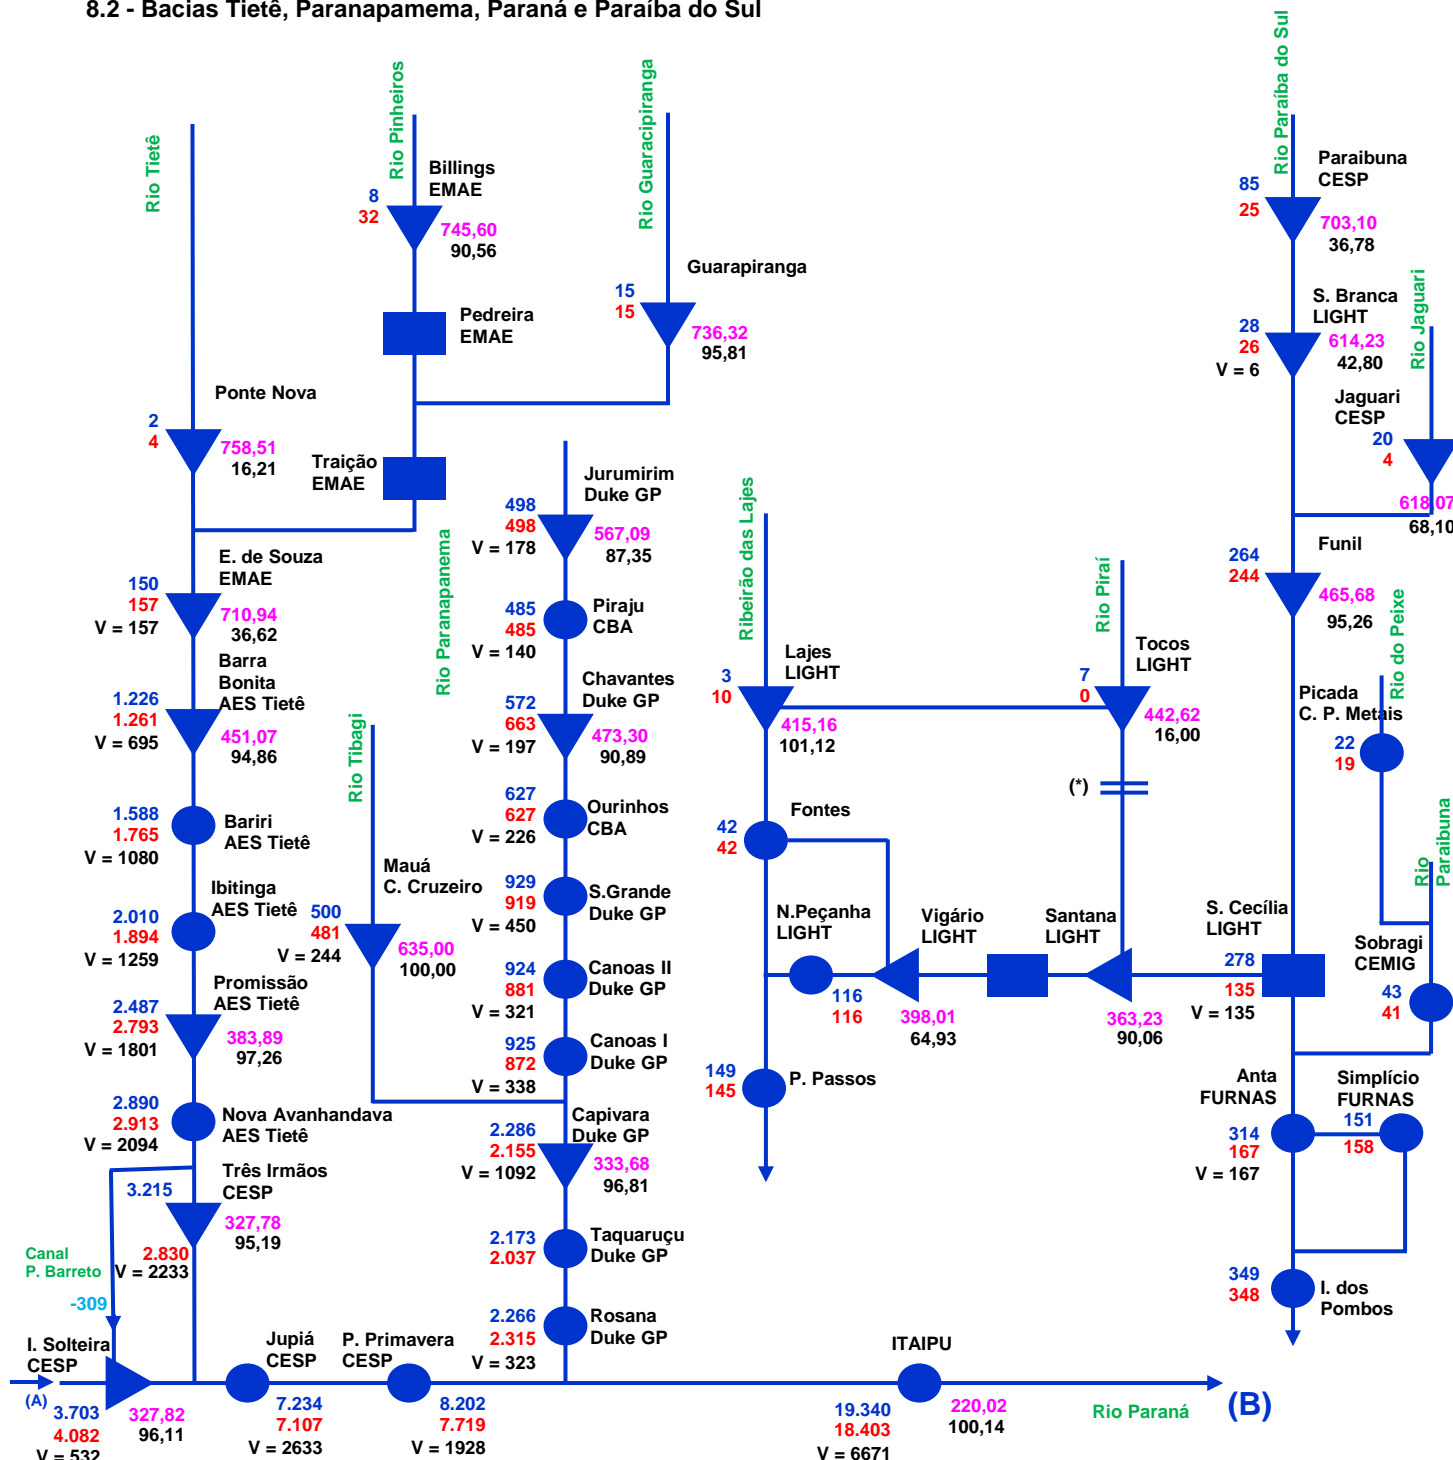 8.2 - Bacias Tietê, Paranapamema, Paraná e Paraíba do Sul
Rio Tietê
Rio Pinheiros
Rio Guaracipiranga
Rio Paraíba do Sul
Billings
EMAE
8
32
745,60
90,56
Pedreira
EMAE
Guarapiranga
15
15
736,32
95,81
Paraibuna
CESP
85
25
703,10
36,78
S. Branca
LIGHT
28
26
V = 6
614,23
42,80
Rio Jaguari
Jaguari
CESP
20
4
618,07
68,10
Ponte Nova
2
4
758,51
16,21
Traição
EMAE
Rio Paranapanema
Jurumirim
Duke GP
498
498
V = 178
567,09
87,35
Ribeirão das Lajes
Rio Piraí
Funil
264
244
465,68
95,26
E. de Souza
EMAE
150
157
V = 157
710,94
36,62
Piraju
CBA
485
485
V = 140
Lajes
LIGHT
3
10
415,16
101,12
Tocos
LIGHT
7
0
442,62
16,00
(*)
Rio do Peixe
Picada
C. P. Metais
22
19
Barra
Bonita
AES Tietê
1.226
1.261
V = 695
451,07
94,86
Rio Tibagi
Chavantes
Duke GP
572
663
V = 197
473,30
90,89
Bariri
AES Tietê
1.588
1.765
V = 1080
Ourinhos
CBA
627
627
V = 226
Fontes
42
42
Rio
Paraibuna
Ibitinga
AES Tietê
2.010
1.894
V = 1259
Mauá
C. Cruzeiro
500
481
V = 244
635,00
100,00
S.Grande
Duke GP
929
919
V = 450
N.Peçanha
LIGHT
116
116
Vigário
LIGHT
398,01
64,93
Santana
LIGHT
363,23
90,06
S. Cecília
LIGHT
278
135
V = 135
Sobragi
CEMIG
43
41
Promissão
AES Tietê
2.487
2.793
V = 1801
383,89
97,26
Canoas II
Duke GP
924
881
V = 321
Canoas I
Duke GP
925
872
V = 338
P. Passos
149
145
Anta
FURNAS
314
167
V = 167
Simplício
FURNAS
151
158
Nova Avanhandava
AES Tietê
2.890
2.913
V = 2094
Capivara
Duke GP
2.286
2.155
V = 1092
333,68
96,81
Três Irmãos
CESP
3.215
327,78
95,19
2.830
V = 2233
Canal
P. Barreto
-309
Taquaruçu
Duke GP
2.173
2.037
I. dos
Pombos
349
348
Rosana
Duke GP
2.266
2.315
V = 323
I. Solteira
CESP
(A)
3.703
4.082
V = 532
327,82
96,11
Jupiá
CESP
7.234
7.107
V = 2633
P. Primavera
CESP
8.202
7.719
V = 1928
ITAIPU
19.340
18.403
V = 6671
220,02
100,14
Rio Paraná
(B)